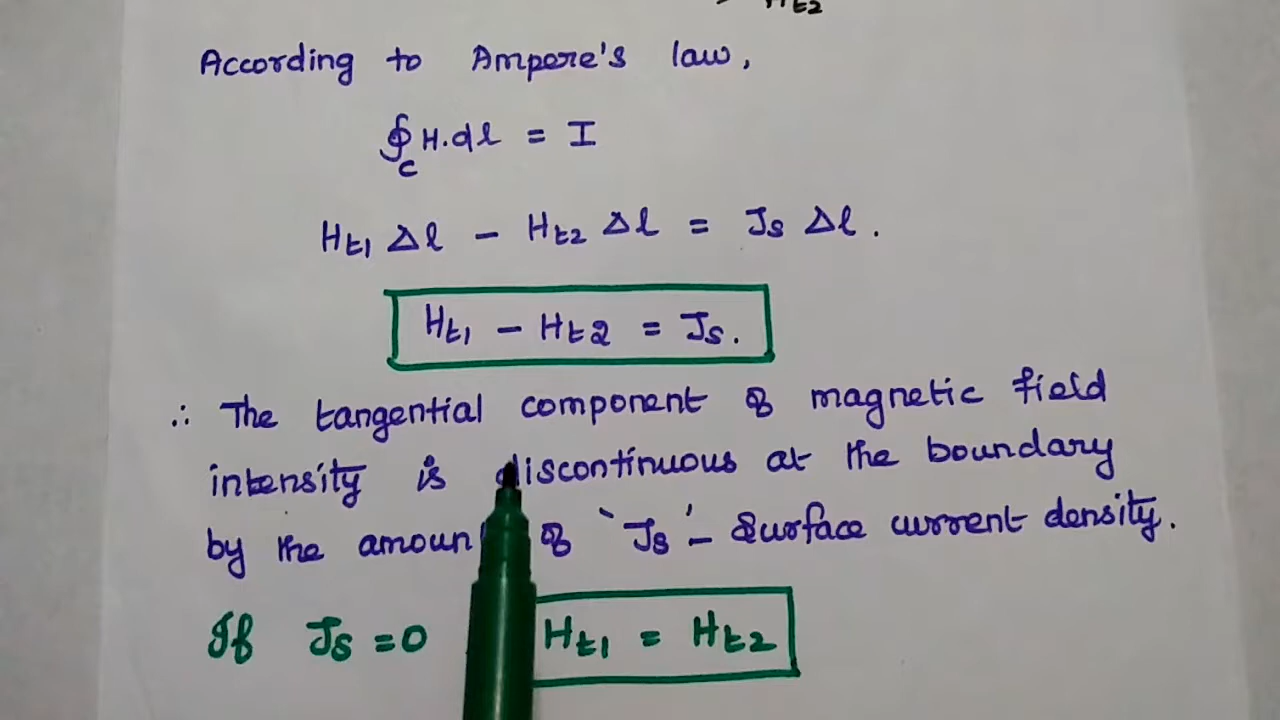 Ht2
According to Ampere's law,
∮c H.dl = I
Ht1 Δl - Ht2 Δl = Js Δl.
Ht1 - Ht2 = Js.
∴ The tangential component of magnetic field
intensity is discontinuous at the boundary
by the amount of 'Js' - Surface current density.
If Js = 0 Ht1 = Ht2